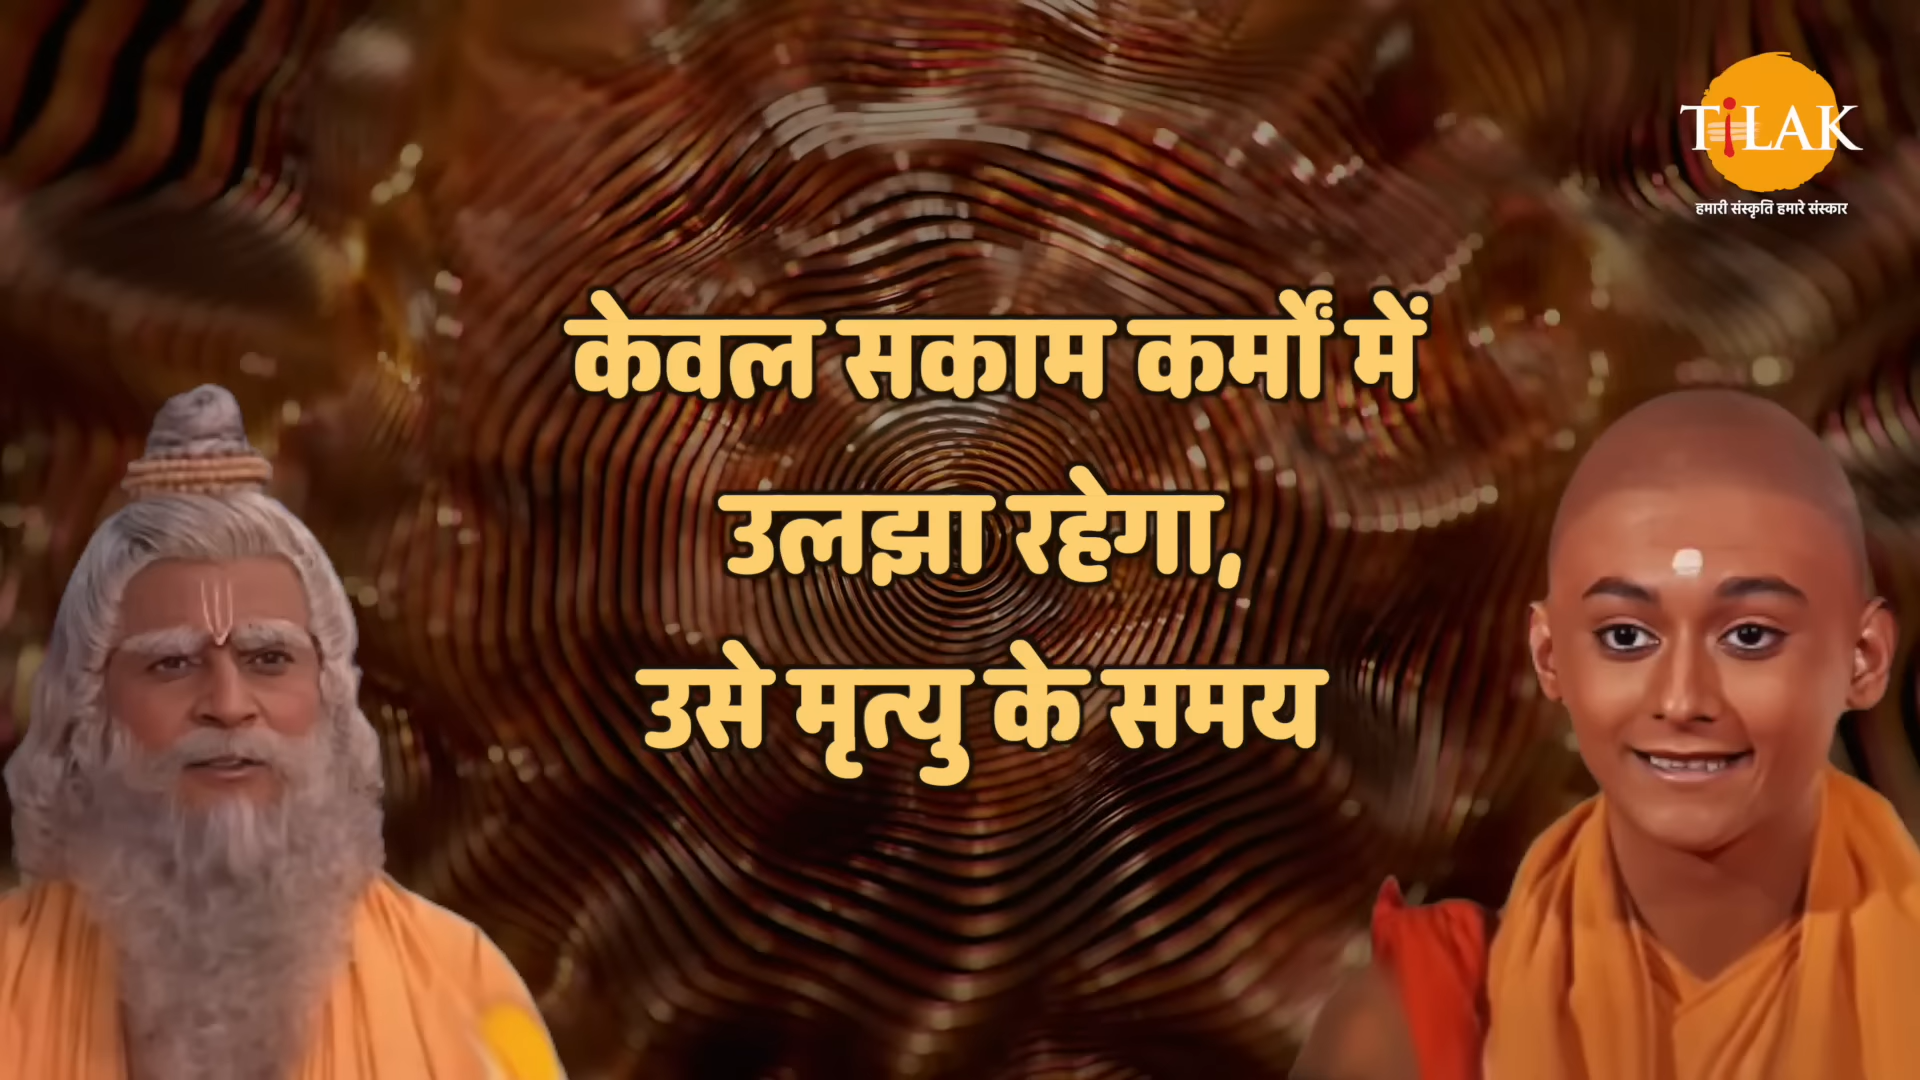 TiLAK
हमारी संस्कृति हमारे संस्कार
केवल सकाम कर्मों में
उलझा रहेगा,
उसे मृत्यु के समय